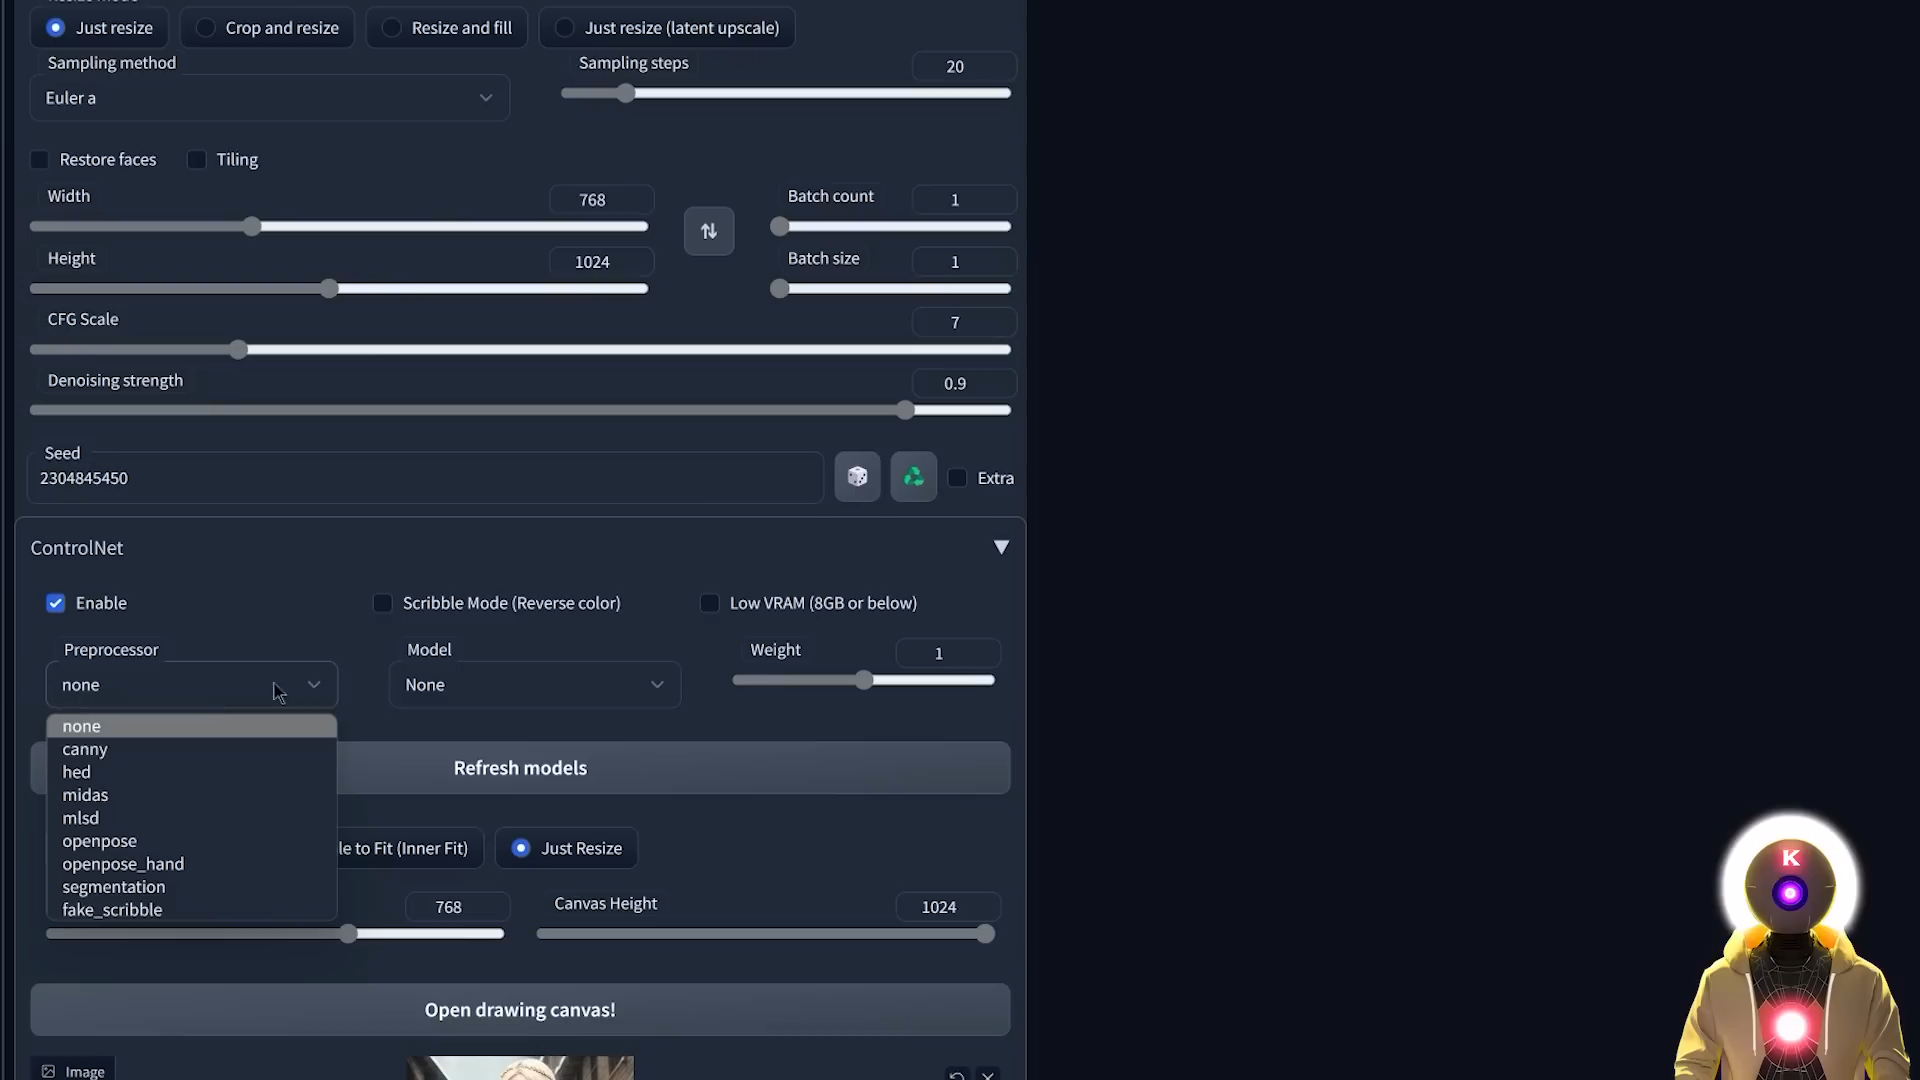 Just resize
Crop and resize
Resize and fill
Just resize (latent upscale)
Sampling method
Sampling steps
20
Euler a
Restore faces
Tiling
Width
768
Batch count
1
Height
1024
Batch size
1
CFG Scale
7
Denoising strength
0.9
Seed
2304845450
Extra
ControlNet
Enable
Scribble Mode (Reverse color)
Low VRAM (8GB or below)
Preprocessor
Model
Weight
1
none
None
none
canny
hed
midas
mlsd
openpose
openpose_hand
segmentation
fake_scribble
Refresh models
le to Fit (Inner Fit)
Just Resize
768
Canvas Height
1024
Open drawing canvas!
Image
K